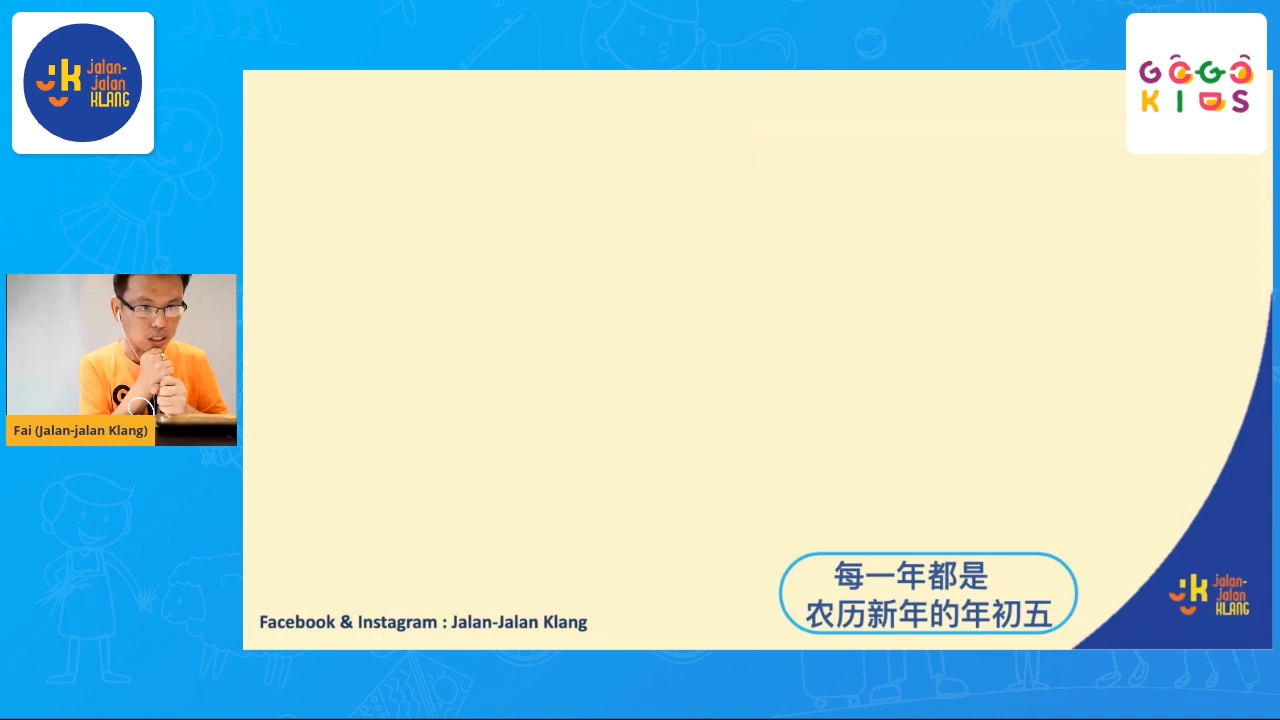 jalan-
jalan
KLANG
GOGO
KIDS
Fai (Jalan-jalan Klang)
每一年都是
农历新年的年初五
Facebook & Instagram : Jalan-Jalan Klang
jalan-
jalan
KLANG